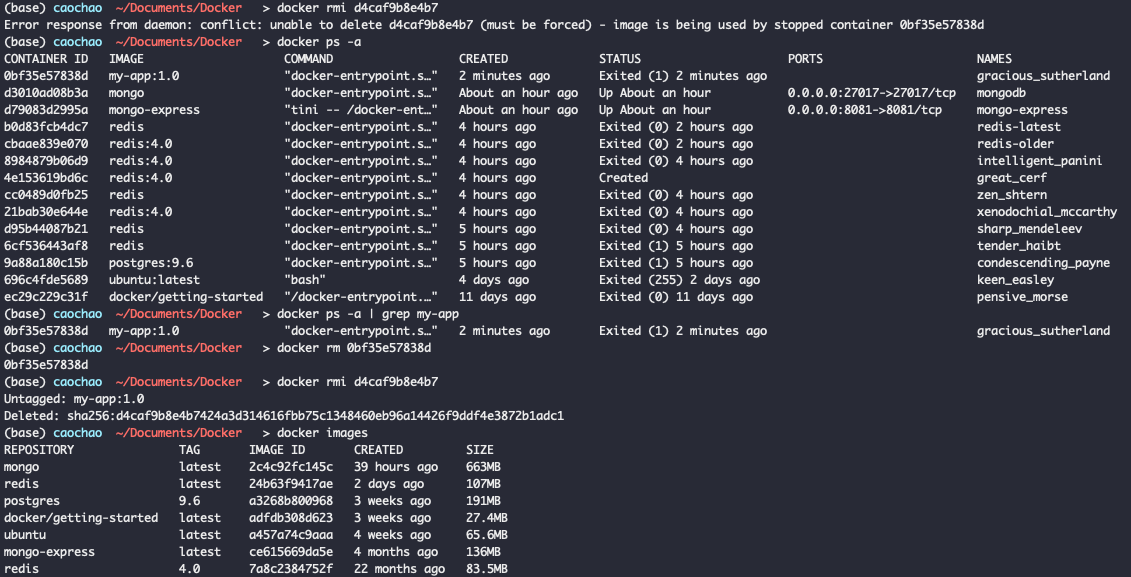 (base) caochao ~/Documents/Docker > docker rmi d4caf9b8e4b7
Error response from daemon: conflict: unable to delete d4caf9b8e4b7 (must be forced) - image is being used by stopped container 0bf35e57838d
(base) caochao ~/Documents/Docker > docker ps -a
CONTAINER ID IMAGE COMMAND CREATED STATUS PORTS NAMES
0bf35e57838d my-app:1.0 "docker-entrypoint.s…" 2 minutes ago Exited (1) 2 minutes ago gracious_sutherland
d3010ad08b3a mongo "docker-entrypoint.s…" About an hour ago Up About an hour 0.0.0.0:27017->27017/tcp mongodb
d79083d2995a mongo-express "tini -- /docker-ent…" About an hour ago Up About an hour 0.0.0.0:8081->8081/tcp mongo-express
b0d83fcb4dc7 redis "docker-entrypoint.s…" 4 hours ago Exited (0) 2 hours ago redis-latest
cbaae839e070 redis:4.0 "docker-entrypoint.s…" 4 hours ago Exited (0) 2 hours ago redis-older
8984879b06d9 redis:4.0 "docker-entrypoint.s…" 4 hours ago Exited (0) 4 hours ago intelligent_panini
4e153619bd6c redis:4.0 "docker-entrypoint.s…" 4 hours ago Created great_cerf
cc0489d0fb25 redis "docker-entrypoint.s…" 4 hours ago Exited (0) 4 hours ago zen_shtern
21bab30e644e redis:4.0 "docker-entrypoint.s…" 4 hours ago Exited (0) 4 hours ago xenodochial_mccarthy
d95b44087b21 redis "docker-entrypoint.s…" 5 hours ago Exited (0) 4 hours ago sharp_mendeleev
6cf536443af8 redis "docker-entrypoint.s…" 5 hours ago Exited (1) 5 hours ago tender_haibt
9a88a180c15b postgres:9.6 "docker-entrypoint.s…" 5 hours ago Exited (1) 5 hours ago condescending_payne
696c4fde5689 ubuntu:latest "bash" 4 days ago Exited (255) 2 days ago keen_easley
ec29c229c31f docker/getting-started "/docker-entrypoint.…" 11 days ago Exited (0) 11 days ago pensive_morse
(base) caochao ~/Documents/Docker > docker ps -a | grep my-app
0bf35e57838d my-app:1.0 "docker-entrypoint.s…" 2 minutes ago Exited (1) 2 minutes ago gracious_sutherland
(base) caochao ~/Documents/Docker > docker rm 0bf35e57838d
0bf35e57838d
(base) caochao ~/Documents/Docker > docker rmi d4caf9b8e4b7
Untagged: my-app:1.0
Deleted: sha256:d4caf9b8e4b7424a3d314616fbb75c1348460eb96a14426f9ddf4e3872b1adc1
(base) caochao ~/Documents/Docker > docker images
REPOSITORY TAG IMAGE ID CREATED SIZE
mongo latest 2c4c92fc145c 39 hours ago 663MB
redis latest 24b63f9417ae 2 days ago 107MB
postgres 9.6 a3268b800968 3 weeks ago 191MB
docker/getting-started latest adfdb308d623 3 weeks ago 27.4MB
ubuntu latest a457a74c9aaa 4 weeks ago 65.6MB
mongo-express latest ce615669da5e 4 months ago 136MB
redis 4.0 7a8c2384752f 22 months ago 83.5MB